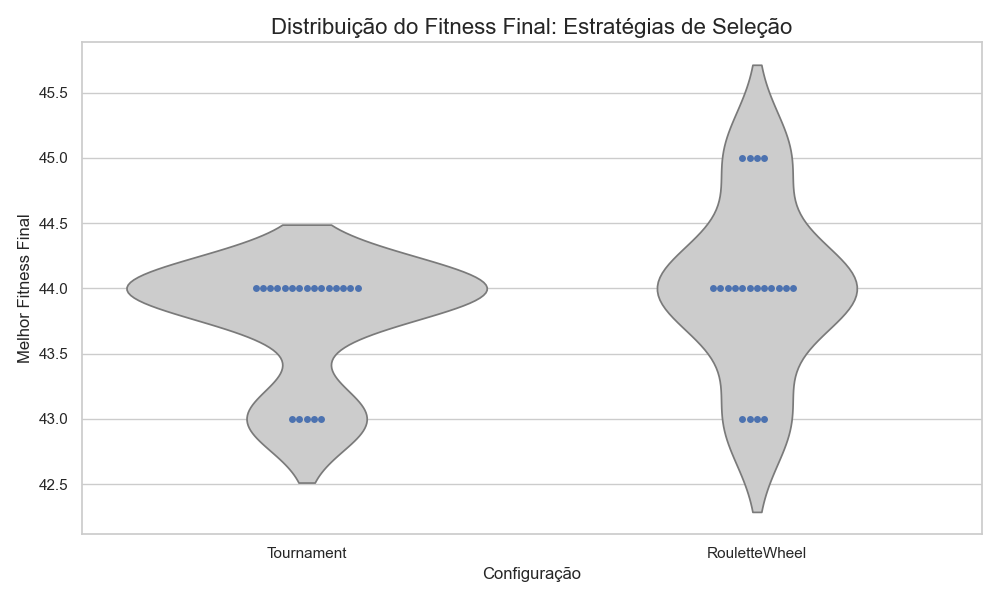 Distribuição do Fitness Final: Estratégias de Seleção
Melhor Fitness Final
45.5
45.0
44.5
44.0
43.5
43.0
42.5
Tournament
RouletteWheel
Configuração